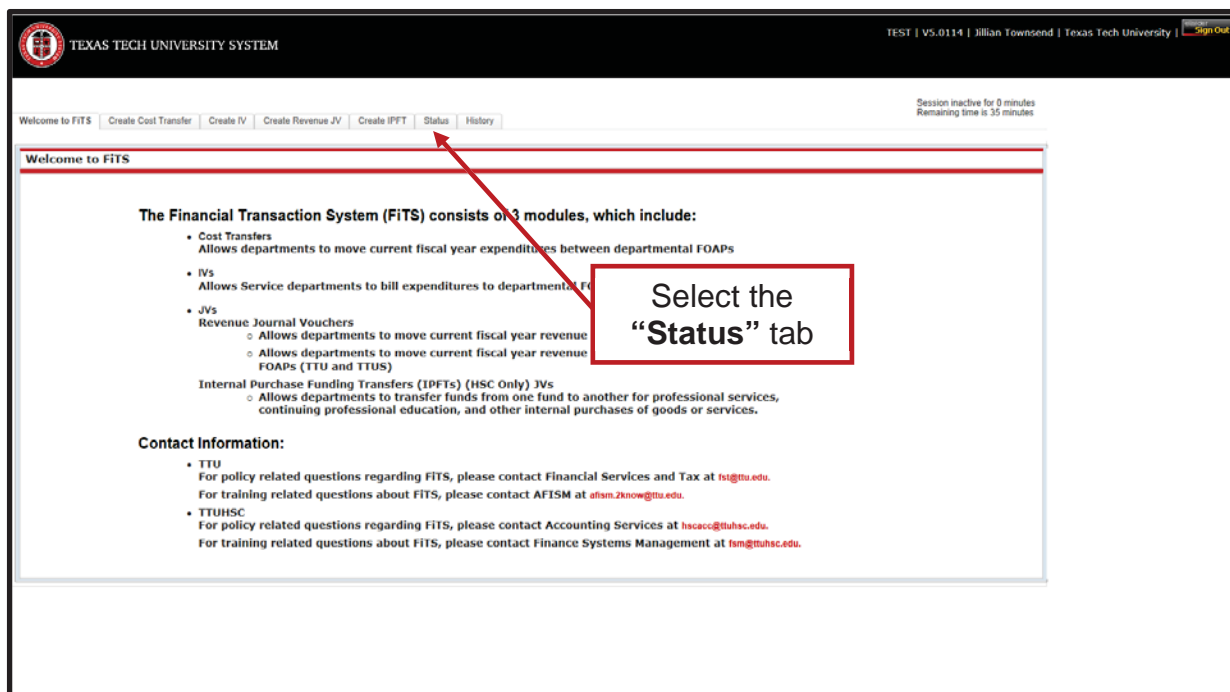 TEXAS TECH UNIVERSITY SYSTEM
TEST | V5.0114 | Jillian Townsend | Texas Tech University |
Sign Out
Session inactive for 0 minutes
Remaining time is 35 minutes
Welcome to FiTS Create Cost Transfer Create IV Create Revenue JV Create IPFT Status History
Welcome to FiTS
The Financial Transaction System (FiTS) consists of 3 modules, which include:
• Cost Transfers
Allows departments to move current fiscal year expenditures between departmental FOAPs
• IVs
Allows Service departments to bill expenditures to departmental
• JVs
Revenue Journal Vouchers
o Allows departments to move current fiscal year revenue
o Allows departments to move current fiscal year revenue
FOAPs (TTU and TTUS)
Internal Purchase Funding Transfers (IPFTs) (HSC Only) JVs
o Allows departments to transfer funds from one fund to another for professional services,
continuing professional education, and other internal purchases of goods or services.
Select the
“Status” tab
Contact Information:
• TTU
For policy related questions regarding FiTS, please contact Financial Services and Tax at fst@ttu.edu.
For training related questions about FiTS, please contact AFISM at afism.2know@ttu.edu.
• TTUHSC
For policy related questions regarding FiTS, please contact Accounting Services at hscacc@ttuhsc.edu.
For training related questions about FiTS, please contact Finance Systems Management at fsm@ttuhsc.edu.